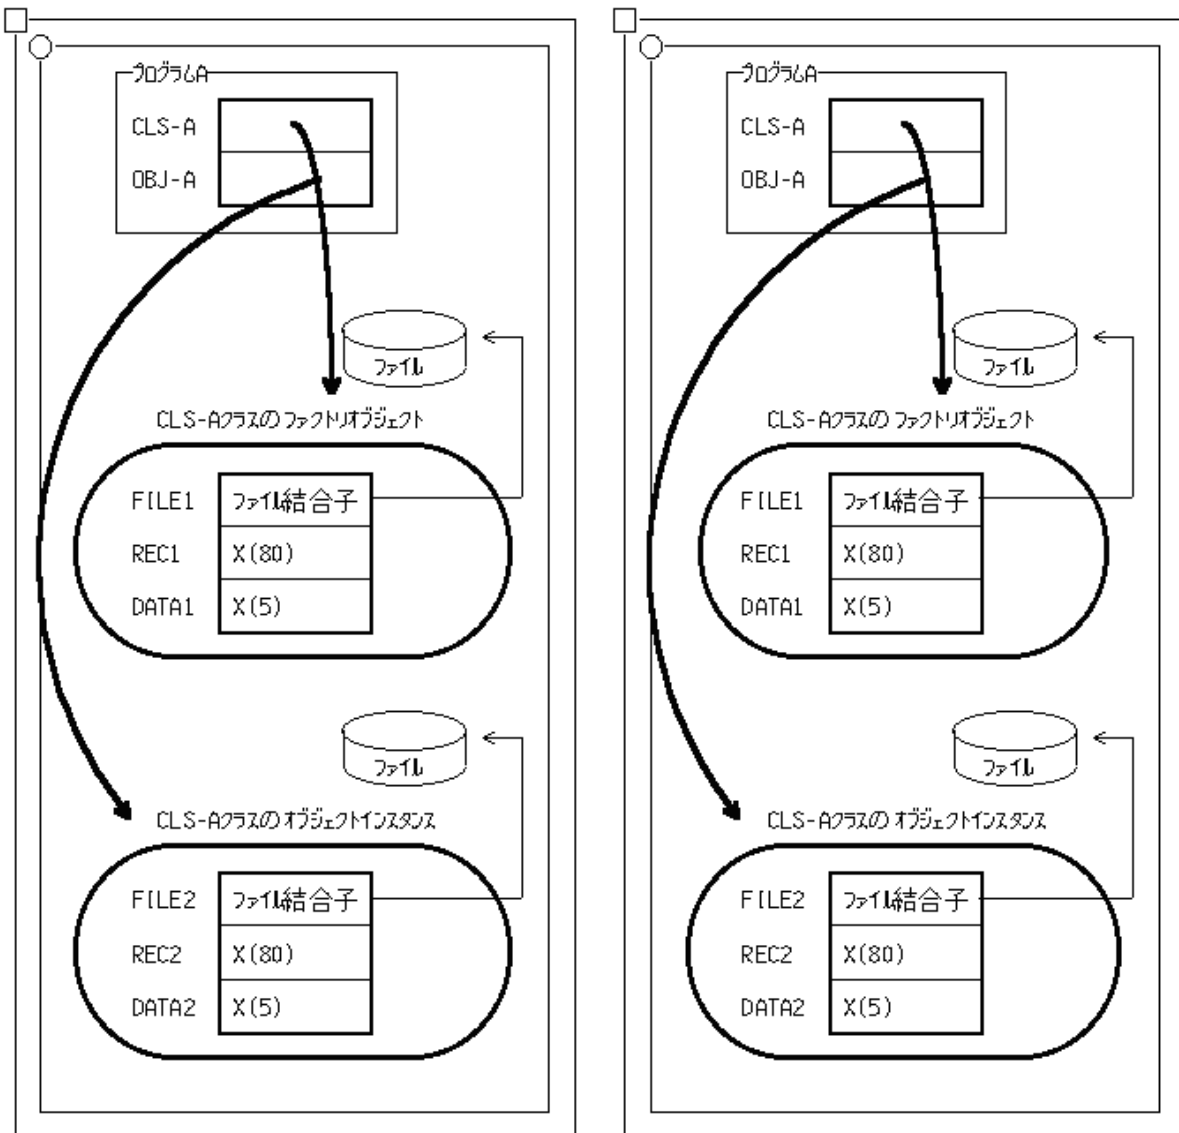 プログラムA
CLS-A
OBJ-A
ファイル
CLS-Aクラスのファクトリオブジェクト
FILE1 ファイル結合子
REC1 X(80)
DATA1 X(5)
ファイル
CLS-Aクラスのオブジェクトインスタンス
FILE2 ファイル結合子
REC2 X(80)
DATA2 X(5)
プログラムA
CLS-A
OBJ-A
ファイル
CLS-Aクラスのファクトリオブジェクト
FILE1 ファイル結合子
REC1 X(80)
DATA1 X(5)
ファイル
CLS-Aクラスのオブジェクトインスタンス
FILE2 ファイル結合子
REC2 X(80)
DATA2 X(5)